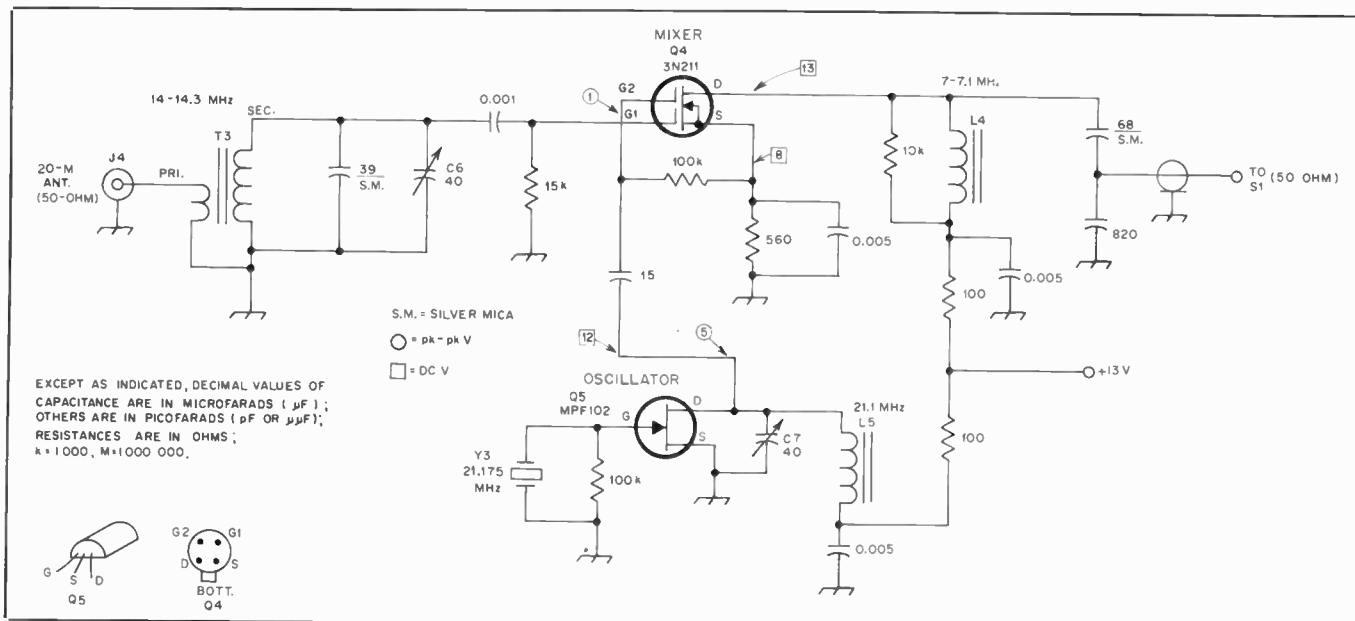 MIXER
Q4
3N211
14-14.3 MHz
SEC.
T3
J4
PRI.
20-M
ANT.
(50-OHM)
39
S.M.
C6
40
0.001
15k
1
G2
G1
D
S
13
8
100k
560
0.005
15
7-7.1 MHz
10k
L4
68
S.M.
820
TO
S1
(50 OHM)
0.005
100
+13V
100
S.M. = SILVER MICA
= pk-pk V
= DC V
12
5
OSCILLATOR
Q5
MPF102
G
D
S
Y3
21.175
MHz
100k
C7
40
21.1 MHz
L5
0.005
EXCEPT AS INDICATED, DECIMAL VALUES OF
CAPACITANCE ARE IN MICROFARADS ( µF ) ;
OTHERS ARE IN PICOFARADS ( pF OR µµF);
RESISTANCES ARE IN OHMS ;
k = 1000, M=1000 000.
G
S
D
Q5
G2
G1
D
S
BOTT.
Q4